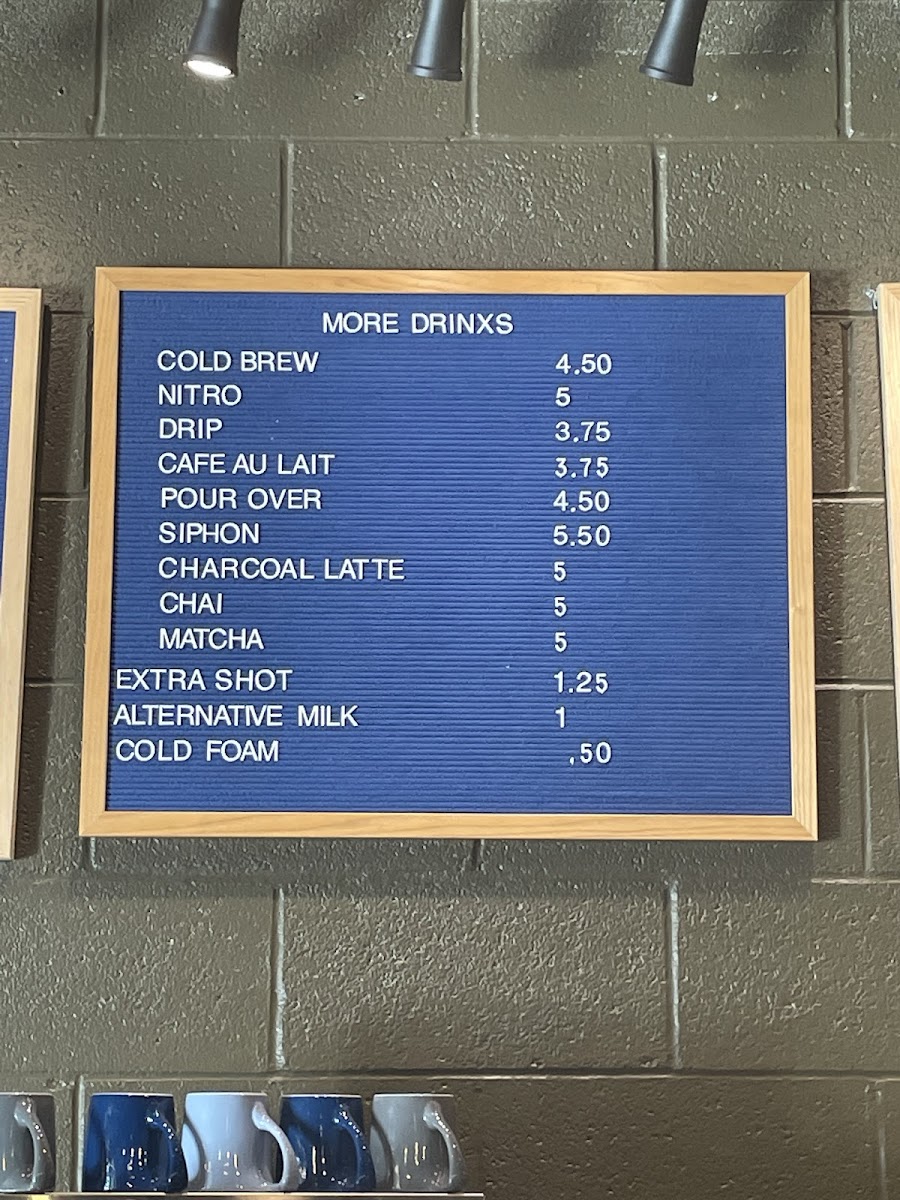 MORE DRINXS
COLD BREW 4.50
NITRO 5
DRIP 3.75
CAFE AU LAIT 3.75
POUR OVER 4.50
SIPHON 5.50
CHARCOAL LATTE 5
CHAI 5
MATCHA 5
EXTRA SHOT 1.25
ALTERNATIVE MILK 1
COLD FOAM .50